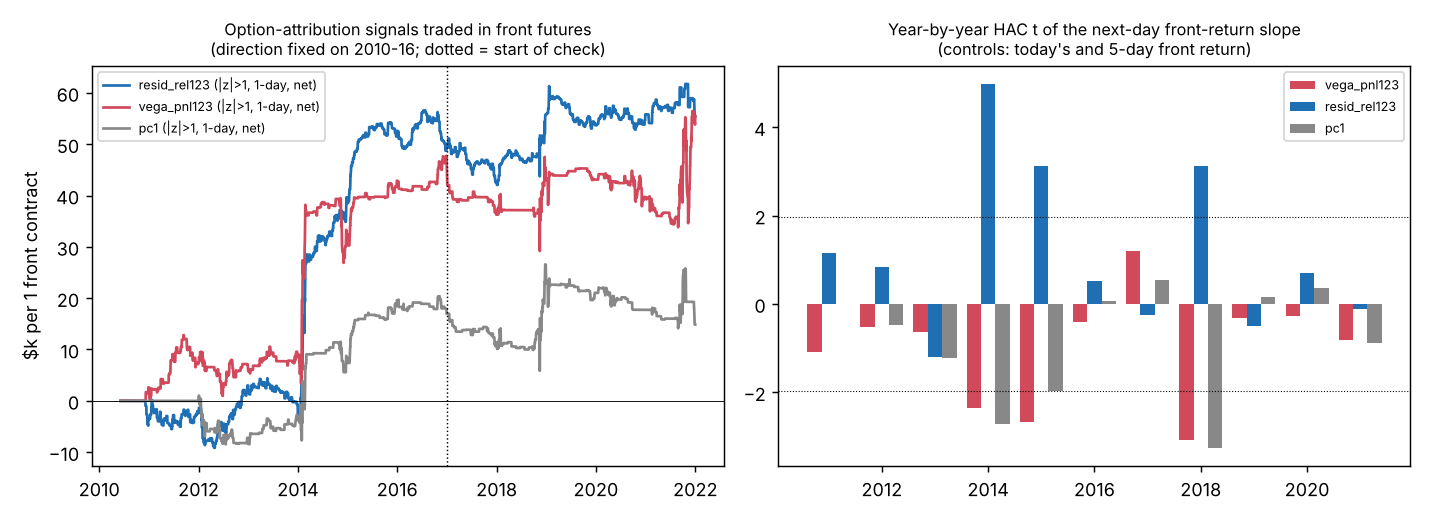 Option-attribution signals traded in front futures
(direction fixed on 2010-16; dotted = start of check)
$k per 1 front contract
60
50
40
30
20
10
0
−10
resid_rel123 (|z|>1, 1-day, net)
vega_pnl123 (|z|>1, 1-day, net)
pc1 (|z|>1, 1-day, net)
2010
2012
2014
2016
2018
2020
2022
Year-by-year HAC t of the next-day front-return slope
(controls: today's and 5-day front return)
4
2
0
−2
vega_pnl123
resid_rel123
pc1
2012
2014
2016
2018
2020